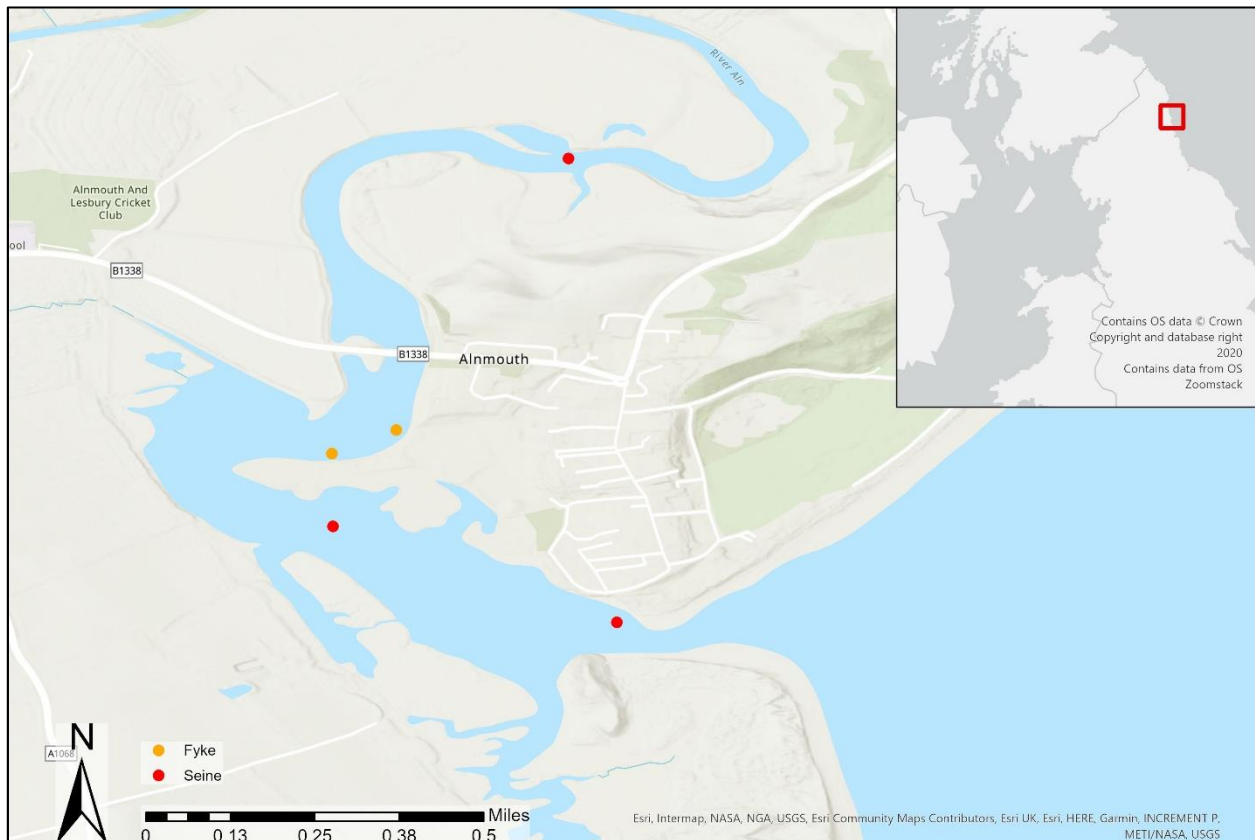 River Aln
Alnmouth And
Lesbury Cricket
Club
ool
B1338
B1338
Alnmouth
Contains OS data © Crown
Copyright and database right
2020
Contains data from OS
Zoomstack
A1068
N
Fyke
Seine
Miles
0 0.13 0.25 0.38 0.5
Esri, Intermap, NASA, NGA, USGS, Esri Community Maps Contributors, Esri UK, Esri, HERE, Garmin, INCREMENT P,
METI/NASA, USGS